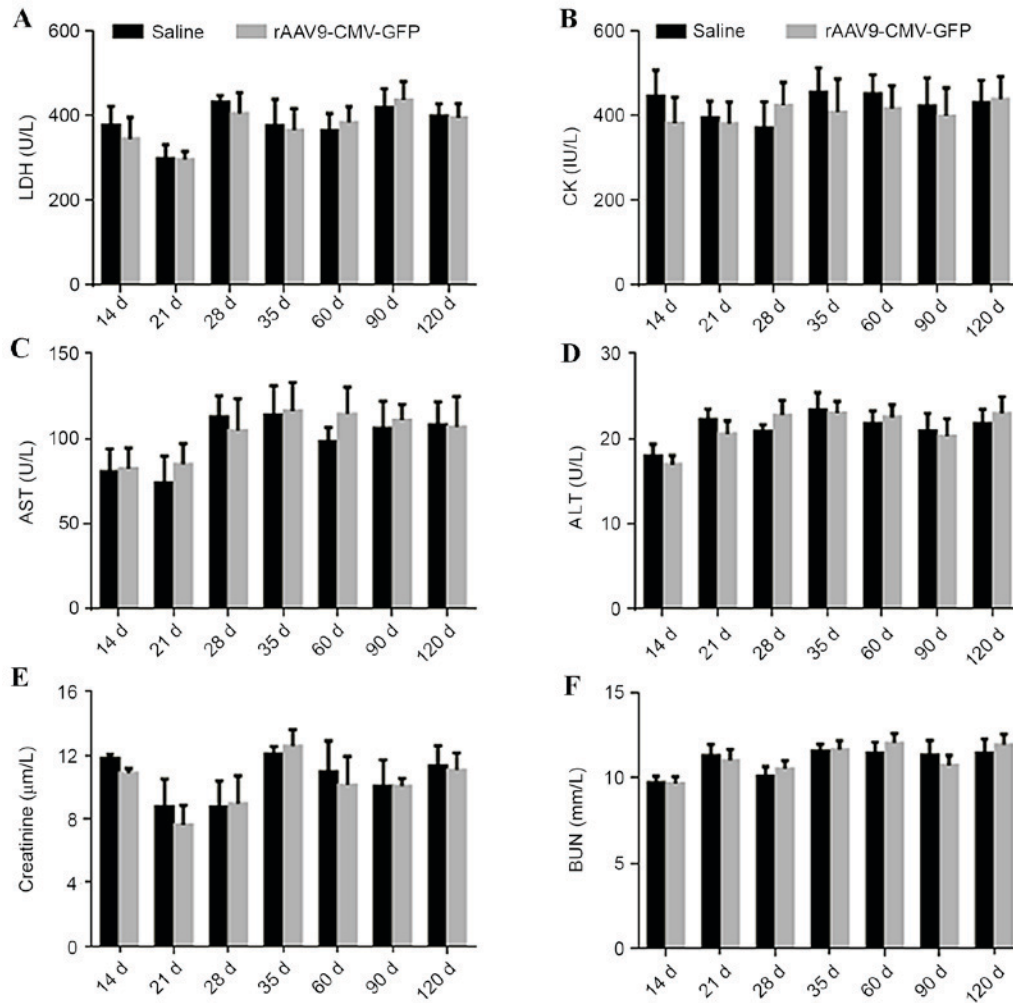 A
600
Saline
rAAV9-CMV-GFP
400
200
0
LDH (U/L)
14 d
21 d
28 d
35 d
60 d
90 d
120 d
B
600
Saline
rAAV9-CMV-GFP
400
200
0
CK (IU/L)
14 d
21 d
28 d
35 d
60 d
90 d
120 d
C
150
100
50
0
AST (U/L)
14 d
21 d
28 d
35 d
60 d
90 d
120 d
D
30
20
10
0
ALT (U/L)
14 d
21 d
28 d
35 d
60 d
90 d
120 d
E
16
12
8
4
0
Creatinine (μm/L)
14 d
21 d
28 d
35 d
60 d
90 d
120 d
F
15
10
5
0
BUN (mm/L)
14 d
21 d
28 d
35 d
60 d
90 d
120 d